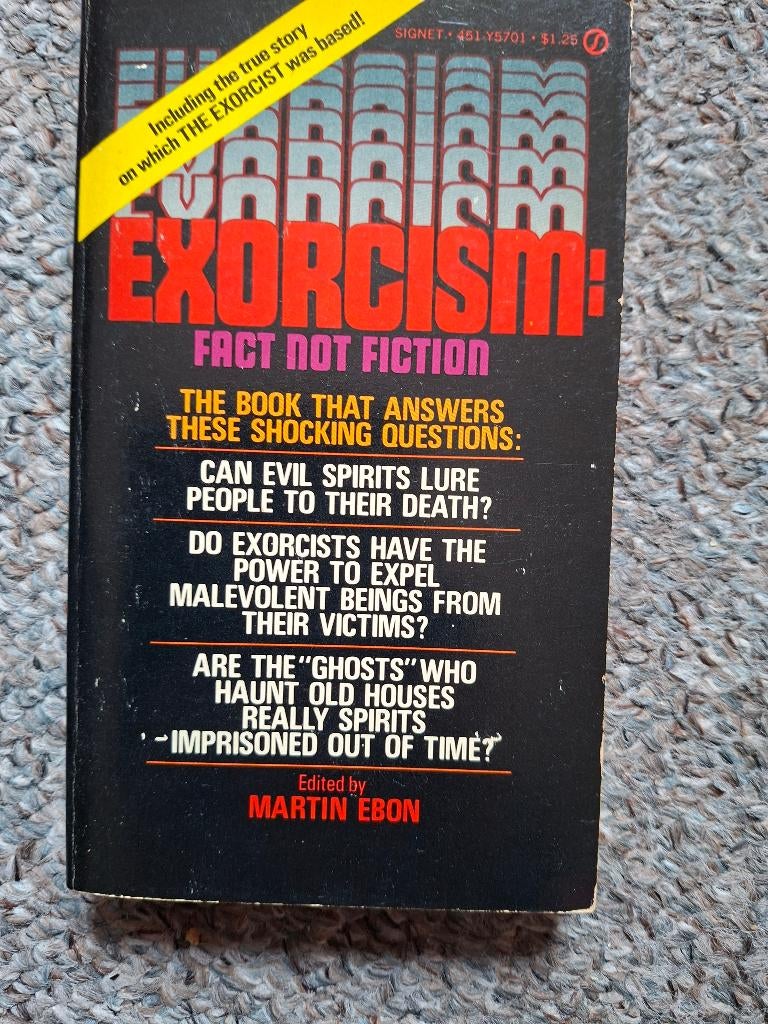 Including the true story
on which THE EXORCIST was based!
SIGNET • 451-Y5701 • $1.25
EXORCISM:
FACT NOT FICTION
THE BOOK THAT ANSWERS
THESE SHOCKING QUESTIONS:
CAN EVIL SPIRITS LURE
PEOPLE TO THEIR DEATH?
DO EXORCISTS HAVE THE
POWER TO EXPEL
MALEVOLENT BEINGS FROM
THEIR VICTIMS?
ARE THE "GHOSTS" WHO
HAUNT OLD HOUSES
REALLY SPIRITS
IMPRISONED OUT OF TIME?
Edited by
MARTIN EBON